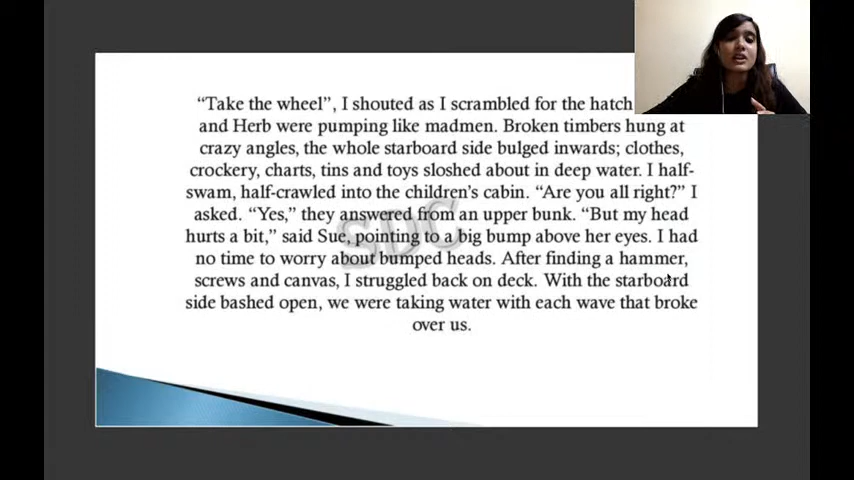 “Take the wheel”, I shouted as I scrambled for the hatch.
and Herb were pumping like madmen. Broken timbers hung at
crazy angles, the whole starboard side bulged inwards; clothes,
crockery, charts, tins and toys sloshed about in deep water. I half-
swam, half-crawled into the children’s cabin. “Are you all right?” I
asked. “Yes,” they answered from an upper bunk. “But my head
hurts a bit,” said Sue, pointing to a big bump above her eyes. I had
no time to worry about bumped heads. After finding a hammer,
screws and canvas, I struggled back on deck. With the starboard
side bashed open, we were taking water with each wave that broke
over us.
SDC